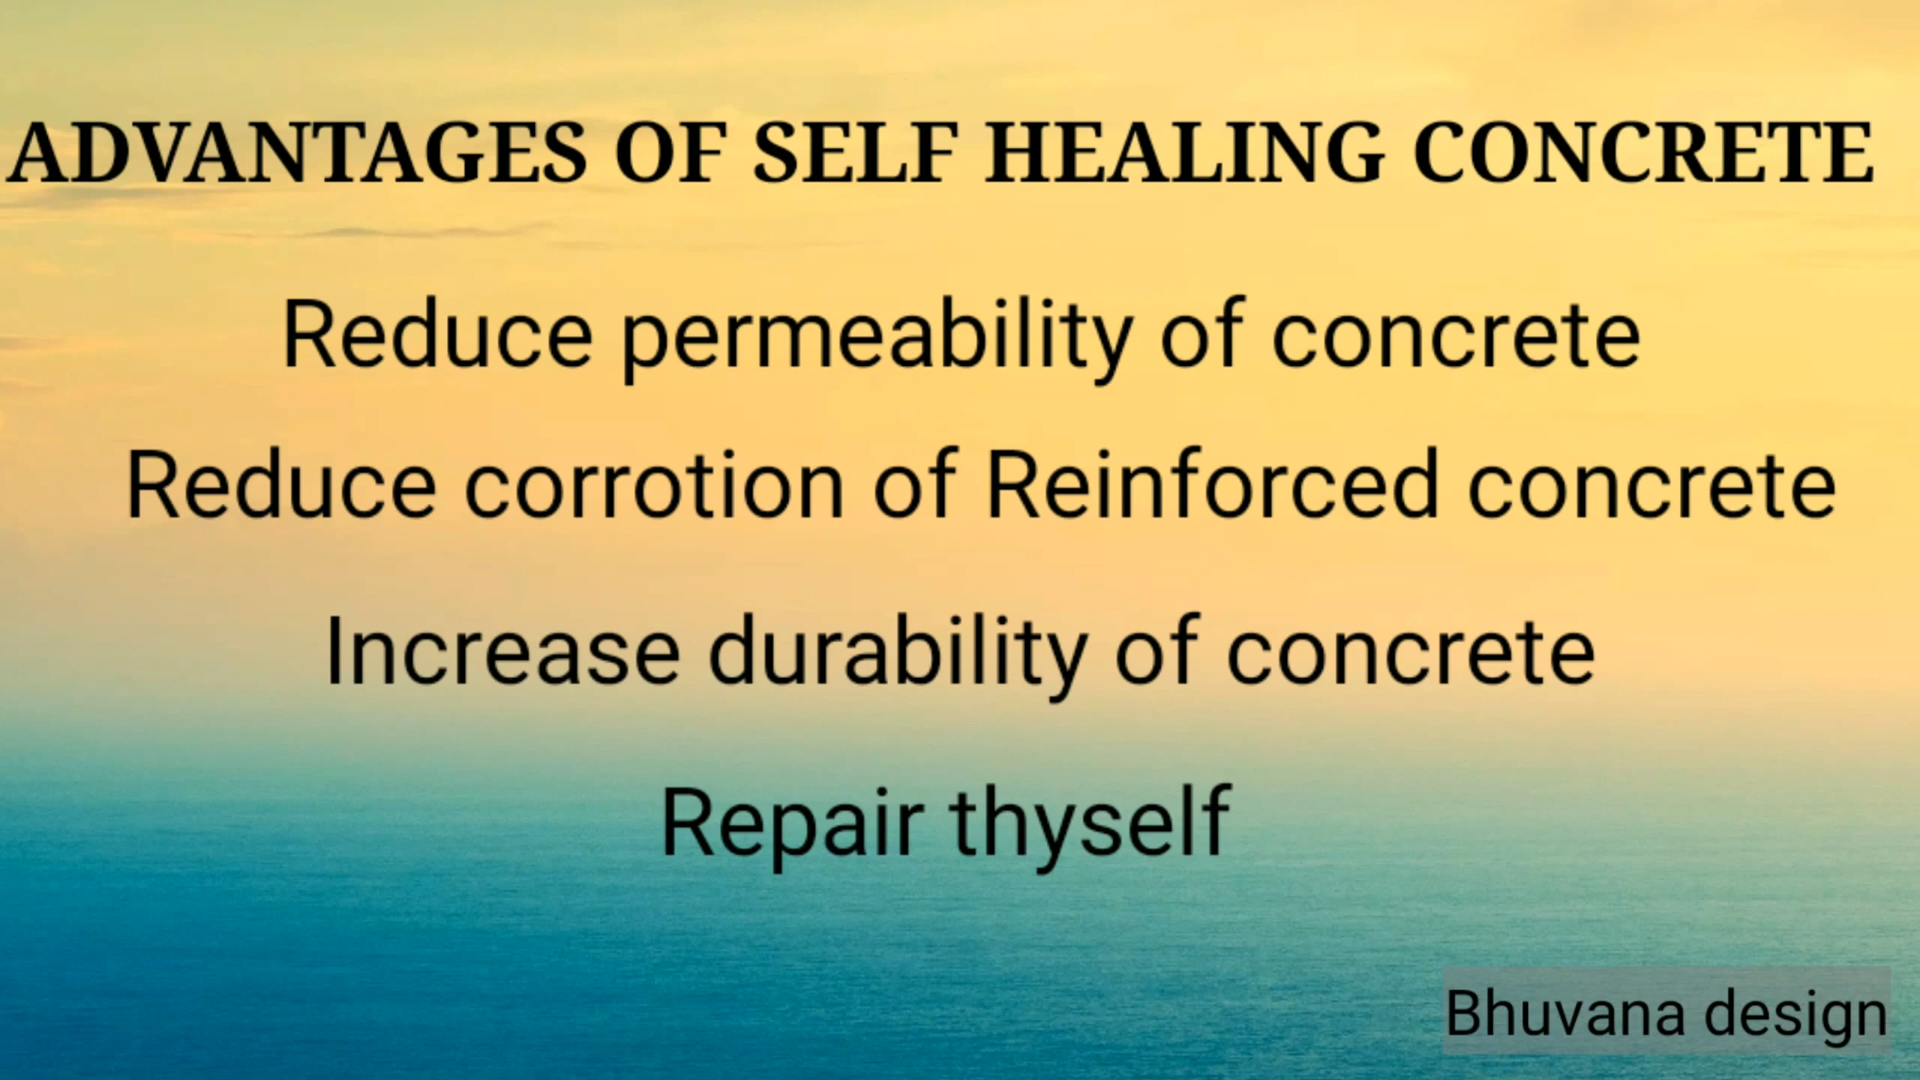 ADVANTAGES OF SELF HEALING CONCRETE
Reduce permeability of concrete
Reduce corrotion of Reinforced concrete
Increase durability of concrete
Repair thyself
Bhuvana design